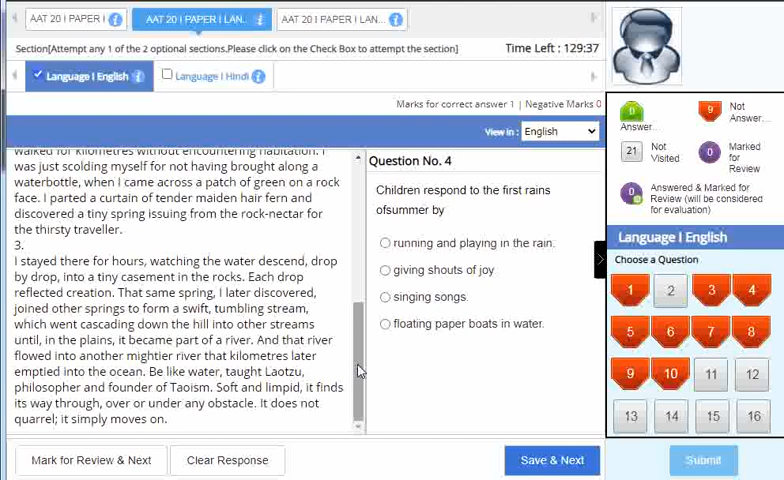 AAT 20 I PAPER I
AAT 20 I PAPER I LAN..
AAT 20 I PAPER I LAN...
Section[Attempt any 1 of the 2 optional sections.Please click on the Check Box to attempt the section]
Time Left : 129:37
Language I English
Language I Hindi
Marks for correct answer 1 | Negative Marks 0
View in :
English
walked for kilometres without encountering habitation. I
was just scolding myself for not having brought along a
waterbottle, when I came across a patch of green on a rock
face. I parted a curtain of tender maiden hair fern and
discovered a tiny spring issuing from the rock-nectar for
the thirsty traveller.
3.
I stayed there for hours, watching the water descend, drop
by drop, into a tiny casement in the rocks. Each drop
reflected creation. That same spring, I later discovered,
joined other springs to form a swift, tumbling stream,
which went cascading down the hill into other streams
until, in the plains, it became part of a river. And that river
flowed into another mightier river that kilometres later
emptied into the ocean. Be like water, taught Laotzu,
philosopher and founder of Taoism. Soft and limpid, it finds
its way through, over or under any obstacle. It does not
quarrel; it simply moves on.
Question No. 4
Children respond to the first rains
ofsummer by
running and playing in the rain.
giving shouts of joy
singing songs.
floating paper boats in water.
Mark for Review & Next
Clear Response
Save & Next
0
Answer...
9
Not
Answer...
21
Not
Visited
0
Marked
for
Review
0
Answered & Marked for
Review (will be considered
for evaluation)
Language I English
Choose a Question
1 2 3 4
5 6 7 8
9 10 11 12
13 14 15 16
Submit